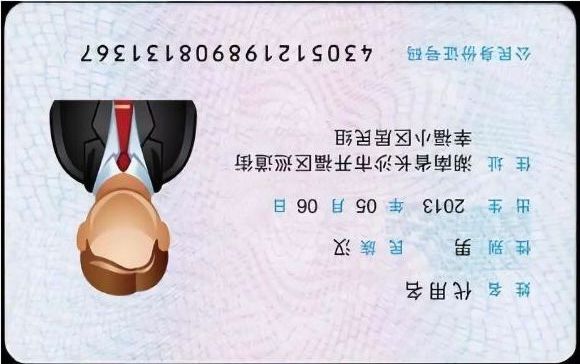 姓名 代用名
性别 男 民族 汉
出生 2013 年 05 月 06 日
住址 湖南省长沙市开福区巡道街
幸福小区居民组
公民身份证号码 430512198908131367